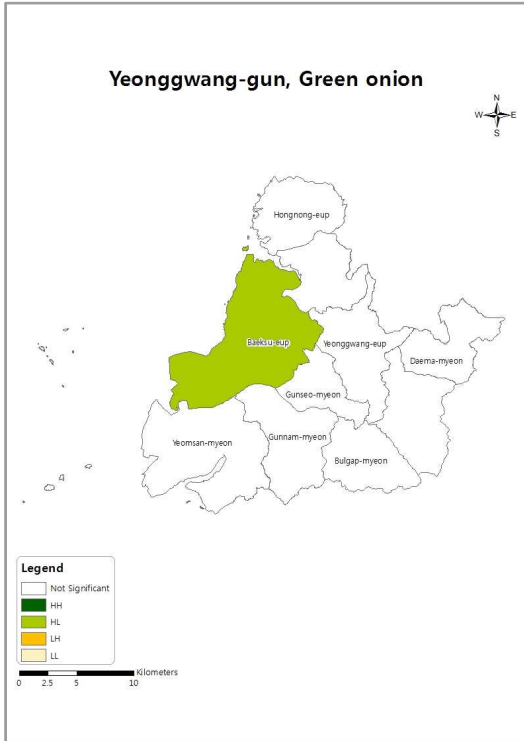 Yeonggwang-gun, Green onion
N
W E
S
Hongnong-eup
Baeksu-eup
Yeonggwang-eup
Daema-myeon
Gunseo-myeon
Yeomsan-myeon
Gunnam-myeon
Bulgap-myeon
Legend
Not Significant
HH
HL
LH
LL
Kilometers
0 2.5 5 10